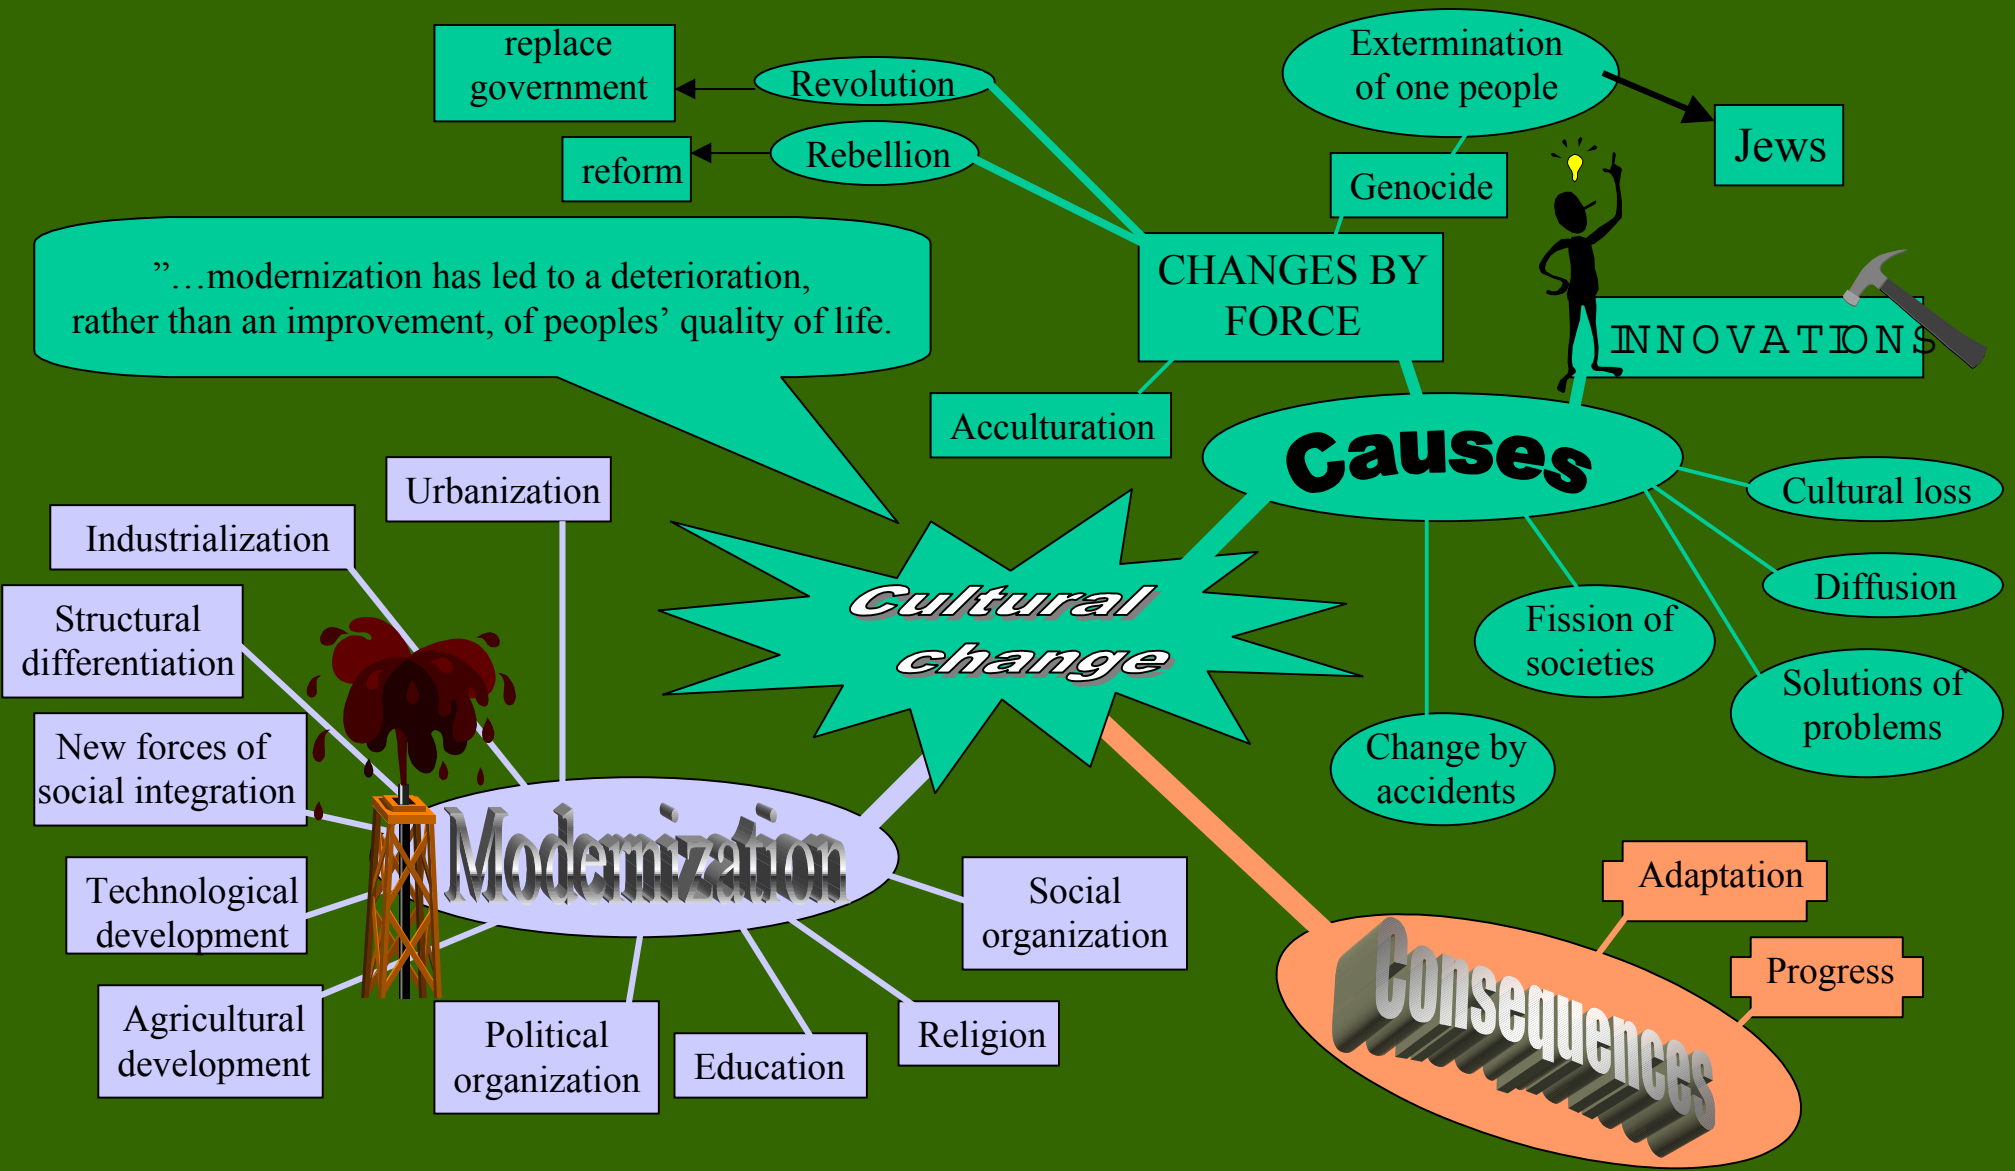 replace
government
Revolution
reform
Rebellion
Extermination
of one people
Jews
Genocide
CHANGES BY
FORCE
INNOVATIONS
”…modernization has led to a deterioration,
rather than an improvement, of peoples’ quality of life.
Acculturation
Causes
Cultural loss
Diffusion
Fission of
societies
Solutions of
problems
Change by
accidents
Cultural
change
Urbanization
Industrialization
Structural
differentiation
New forces of
social integration
Technological
development
Agricultural
development
Modernization
Political
organization
Education
Religion
Social
organization
Adaptation
Progress
Consequences